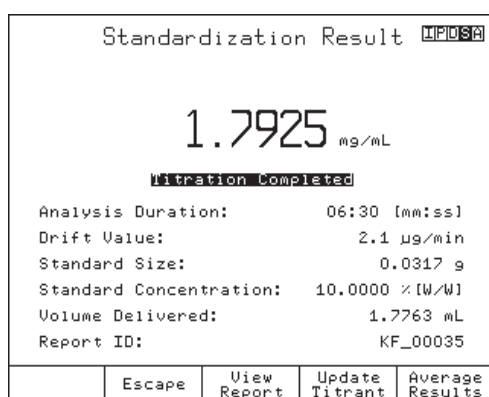 Standardization Result IPDSA
1.7925 mg/mL
Titration Completed
Analysis Duration: 06:30 [mm:ss]
Drift Value: 2.1 µg/min
Standard Size: 0.0317 g
Standard Concentration: 10.0000 %[W/W]
Volume Delivered: 1.7763 mL
Report ID: KF_00035
Escape View Report Update Titrant Average Results